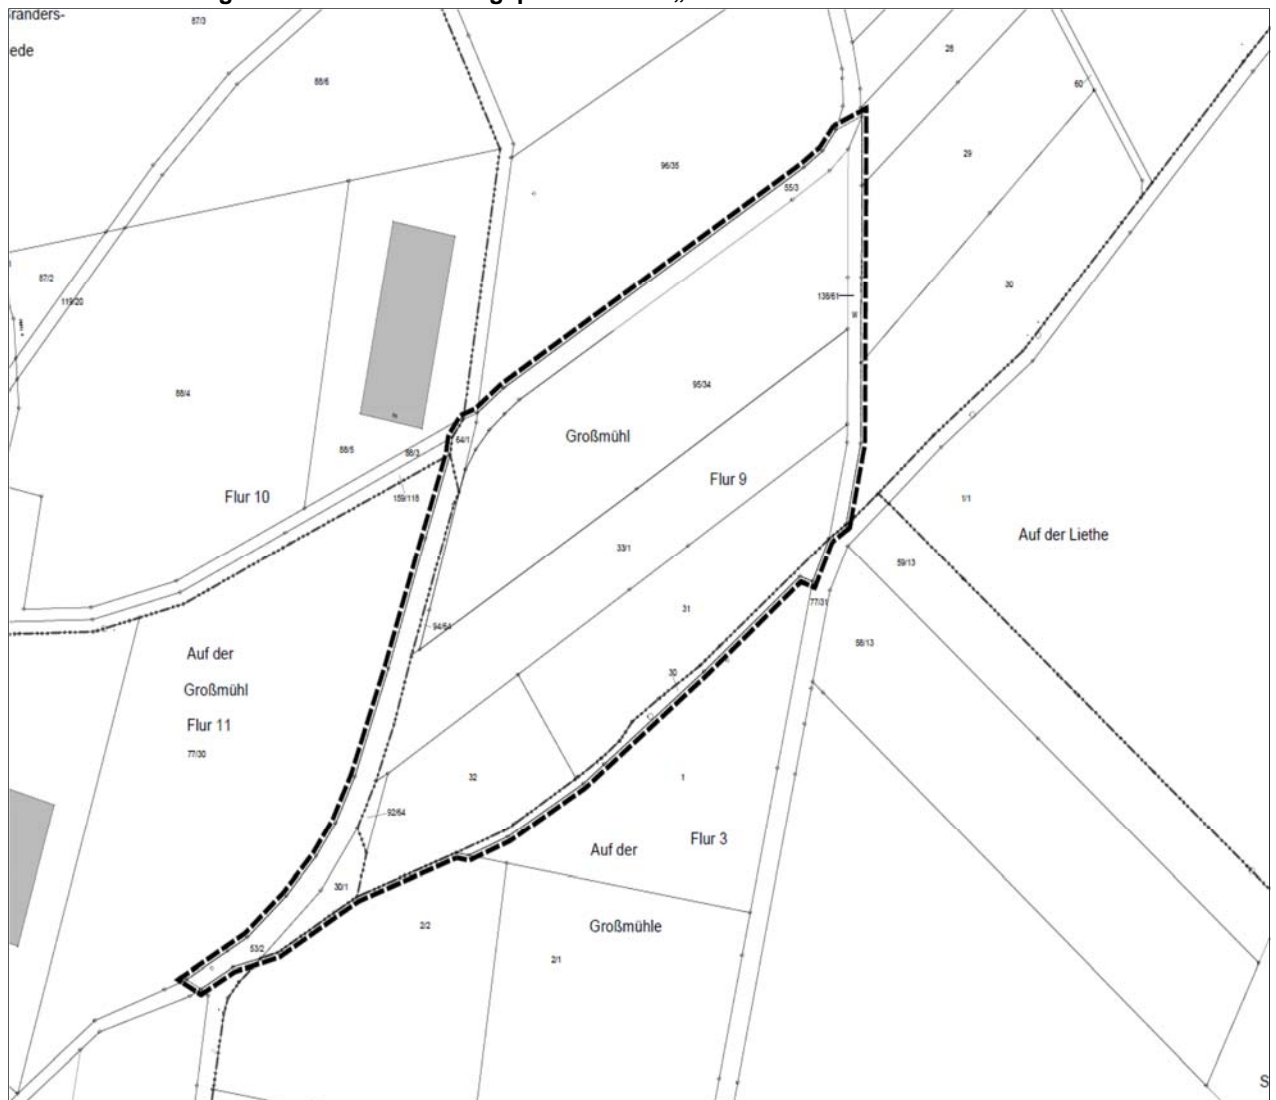 randers-
ede
87/3
88/6
28
60
96/35
29
55/3
87/2
119/20
30
136/61
95/34
88/4
Großmühl
64/1
88/5
88/3
Flur 9
Flur 10
159/118
1/1
Auf der Liethe
33/1
59/13
77/31
31
94/64
58/13
Auf der
30
Großmühl
Flur 11
77/30
32
1
92/64
Flur 3
Auf der
30/1
2/2
Großmühle
53/2
2/1
S